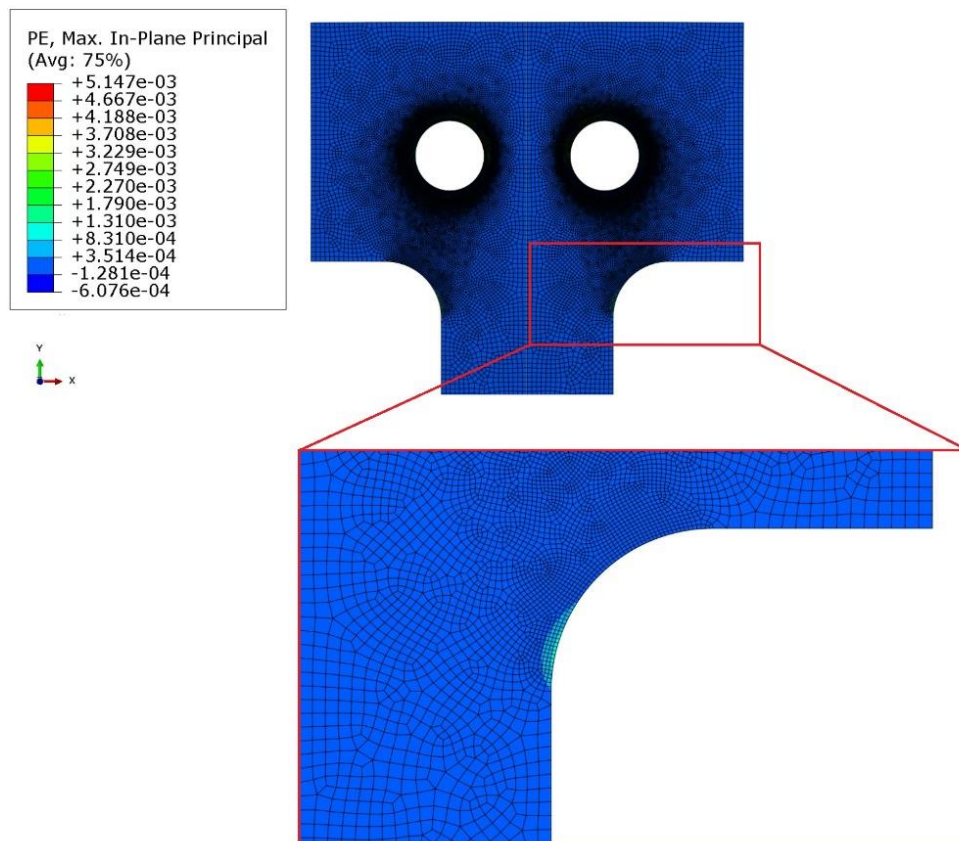 PE, Max. In-Plane Principal
(Avg: 75%)
+5.147e-03
+4.667e-03
+4.188e-03
+3.708e-03
+3.229e-03
+2.749e-03
+2.270e-03
+1.790e-03
+1.310e-03
+8.310e-04
+3.514e-04
-1.281e-04
-6.076e-04
Y
X